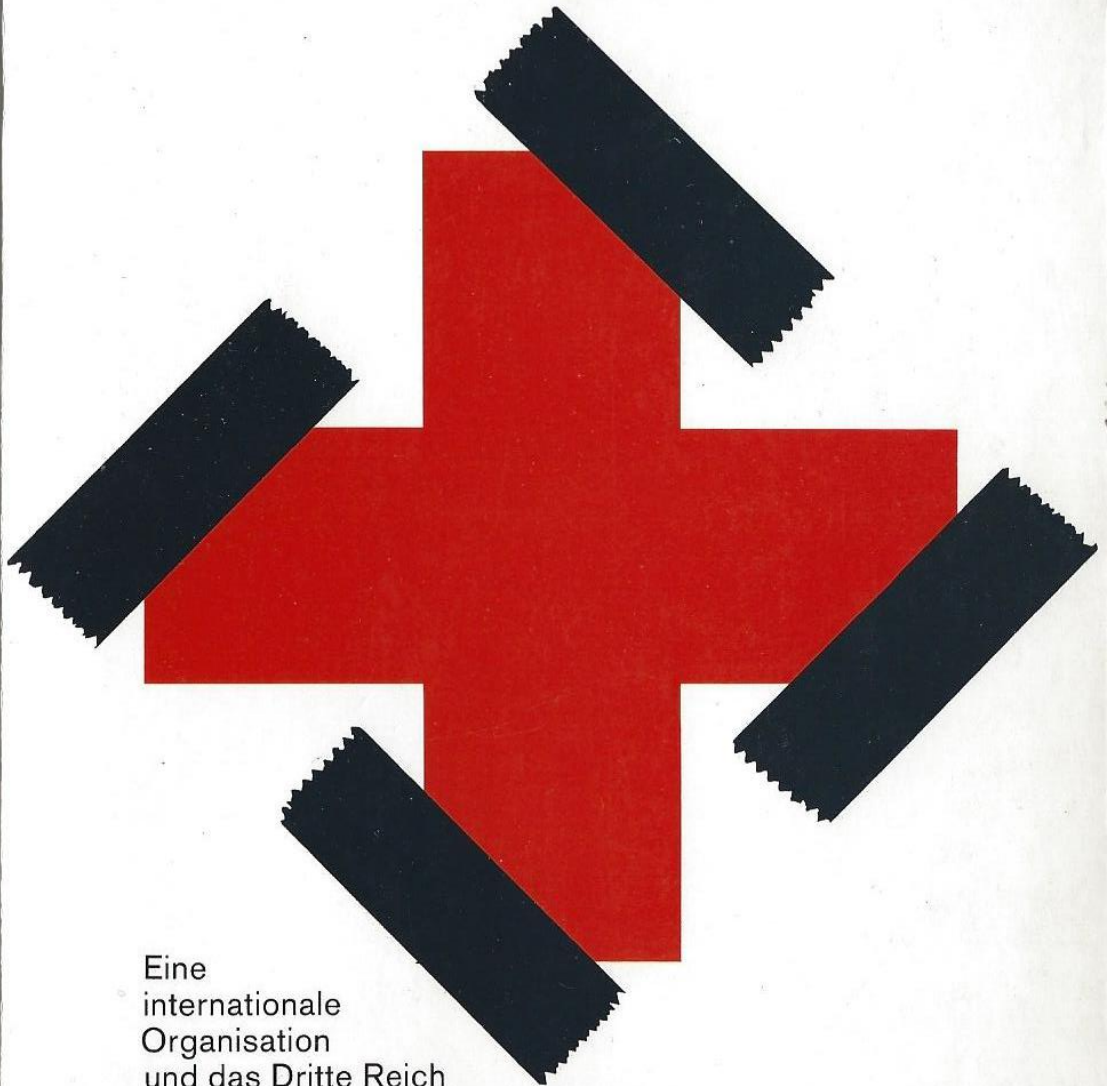 Eine
internationale
Organisation
und das Dritte Reich